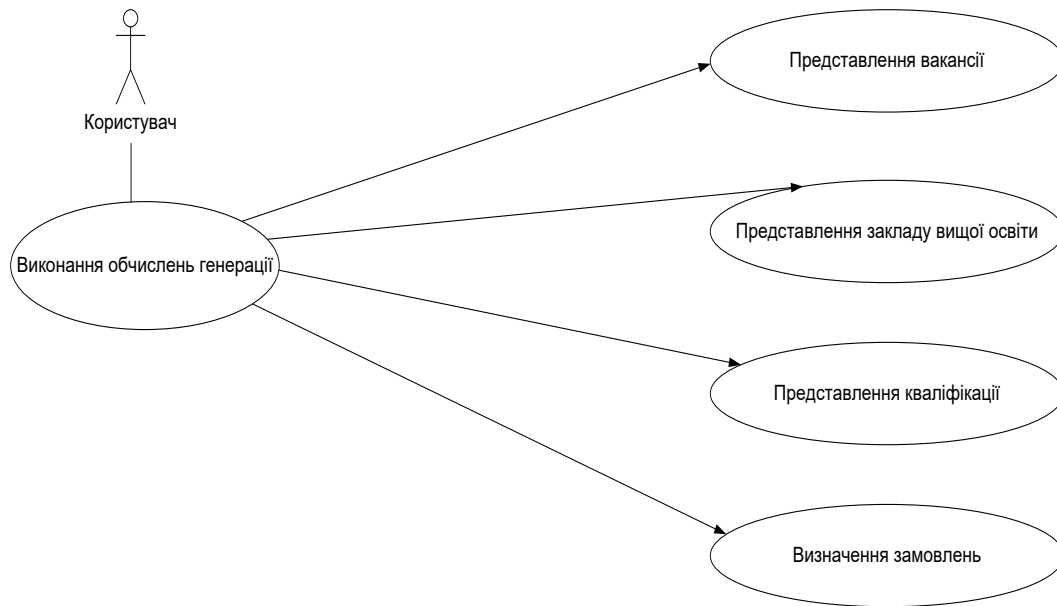 Користувач
Виконання обчислень генерації
Представлення вакансії
Представлення закладу вищої освіти
Представлення кваліфікації
Визначення замовлень